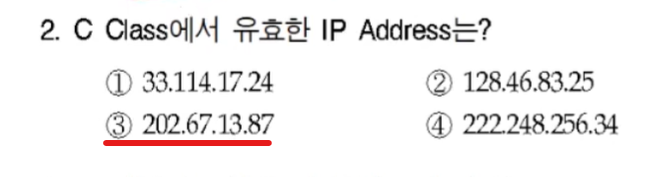 2. C Class에서 유효한 IP Address는?
① 33.114.17.24 ② 128.46.83.25
③ 202.67.13.87 ④ 222.248.256.34